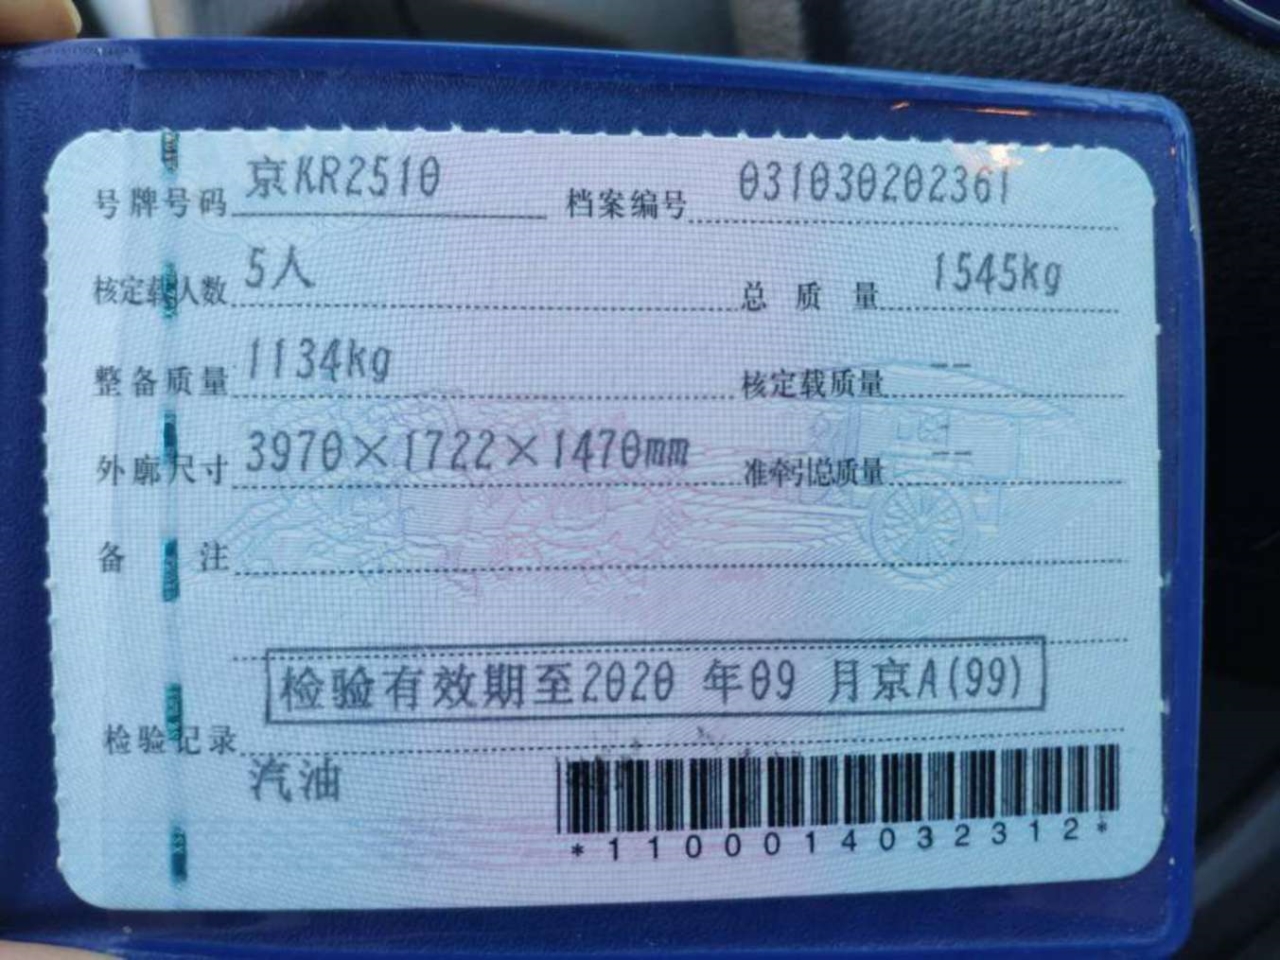 号牌号码 京KR2510 档案编号 031030202361
核定载人数 5人 总质量 1545kg
整备质量 1134kg 核定载质量 --
外廓尺寸 3970×1722×1470mm 准牵引总质量 --
备注
检验有效期至2020 年09 月京A(99)
检验记录
汽油
*1100014032312*